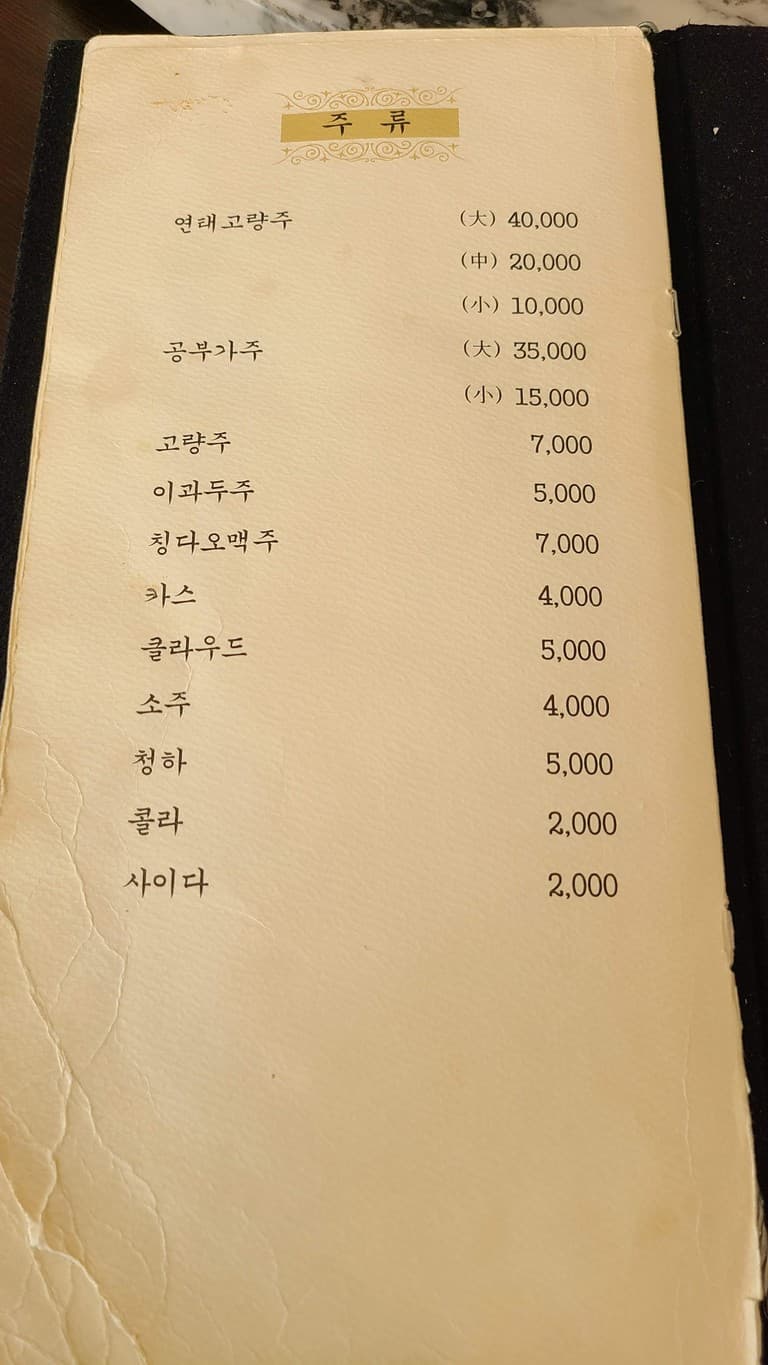 주 류
연태고량주 (大) 40,000
(中) 20,000
(小) 10,000
공부가주 (大) 35,000
(小) 15,000
고량주 7,000
이과두주 5,000
칭다오맥주 7,000
카스 4,000
클라우드 5,000
소주 4,000
청하 5,000
콜라 2,000
사이다 2,000